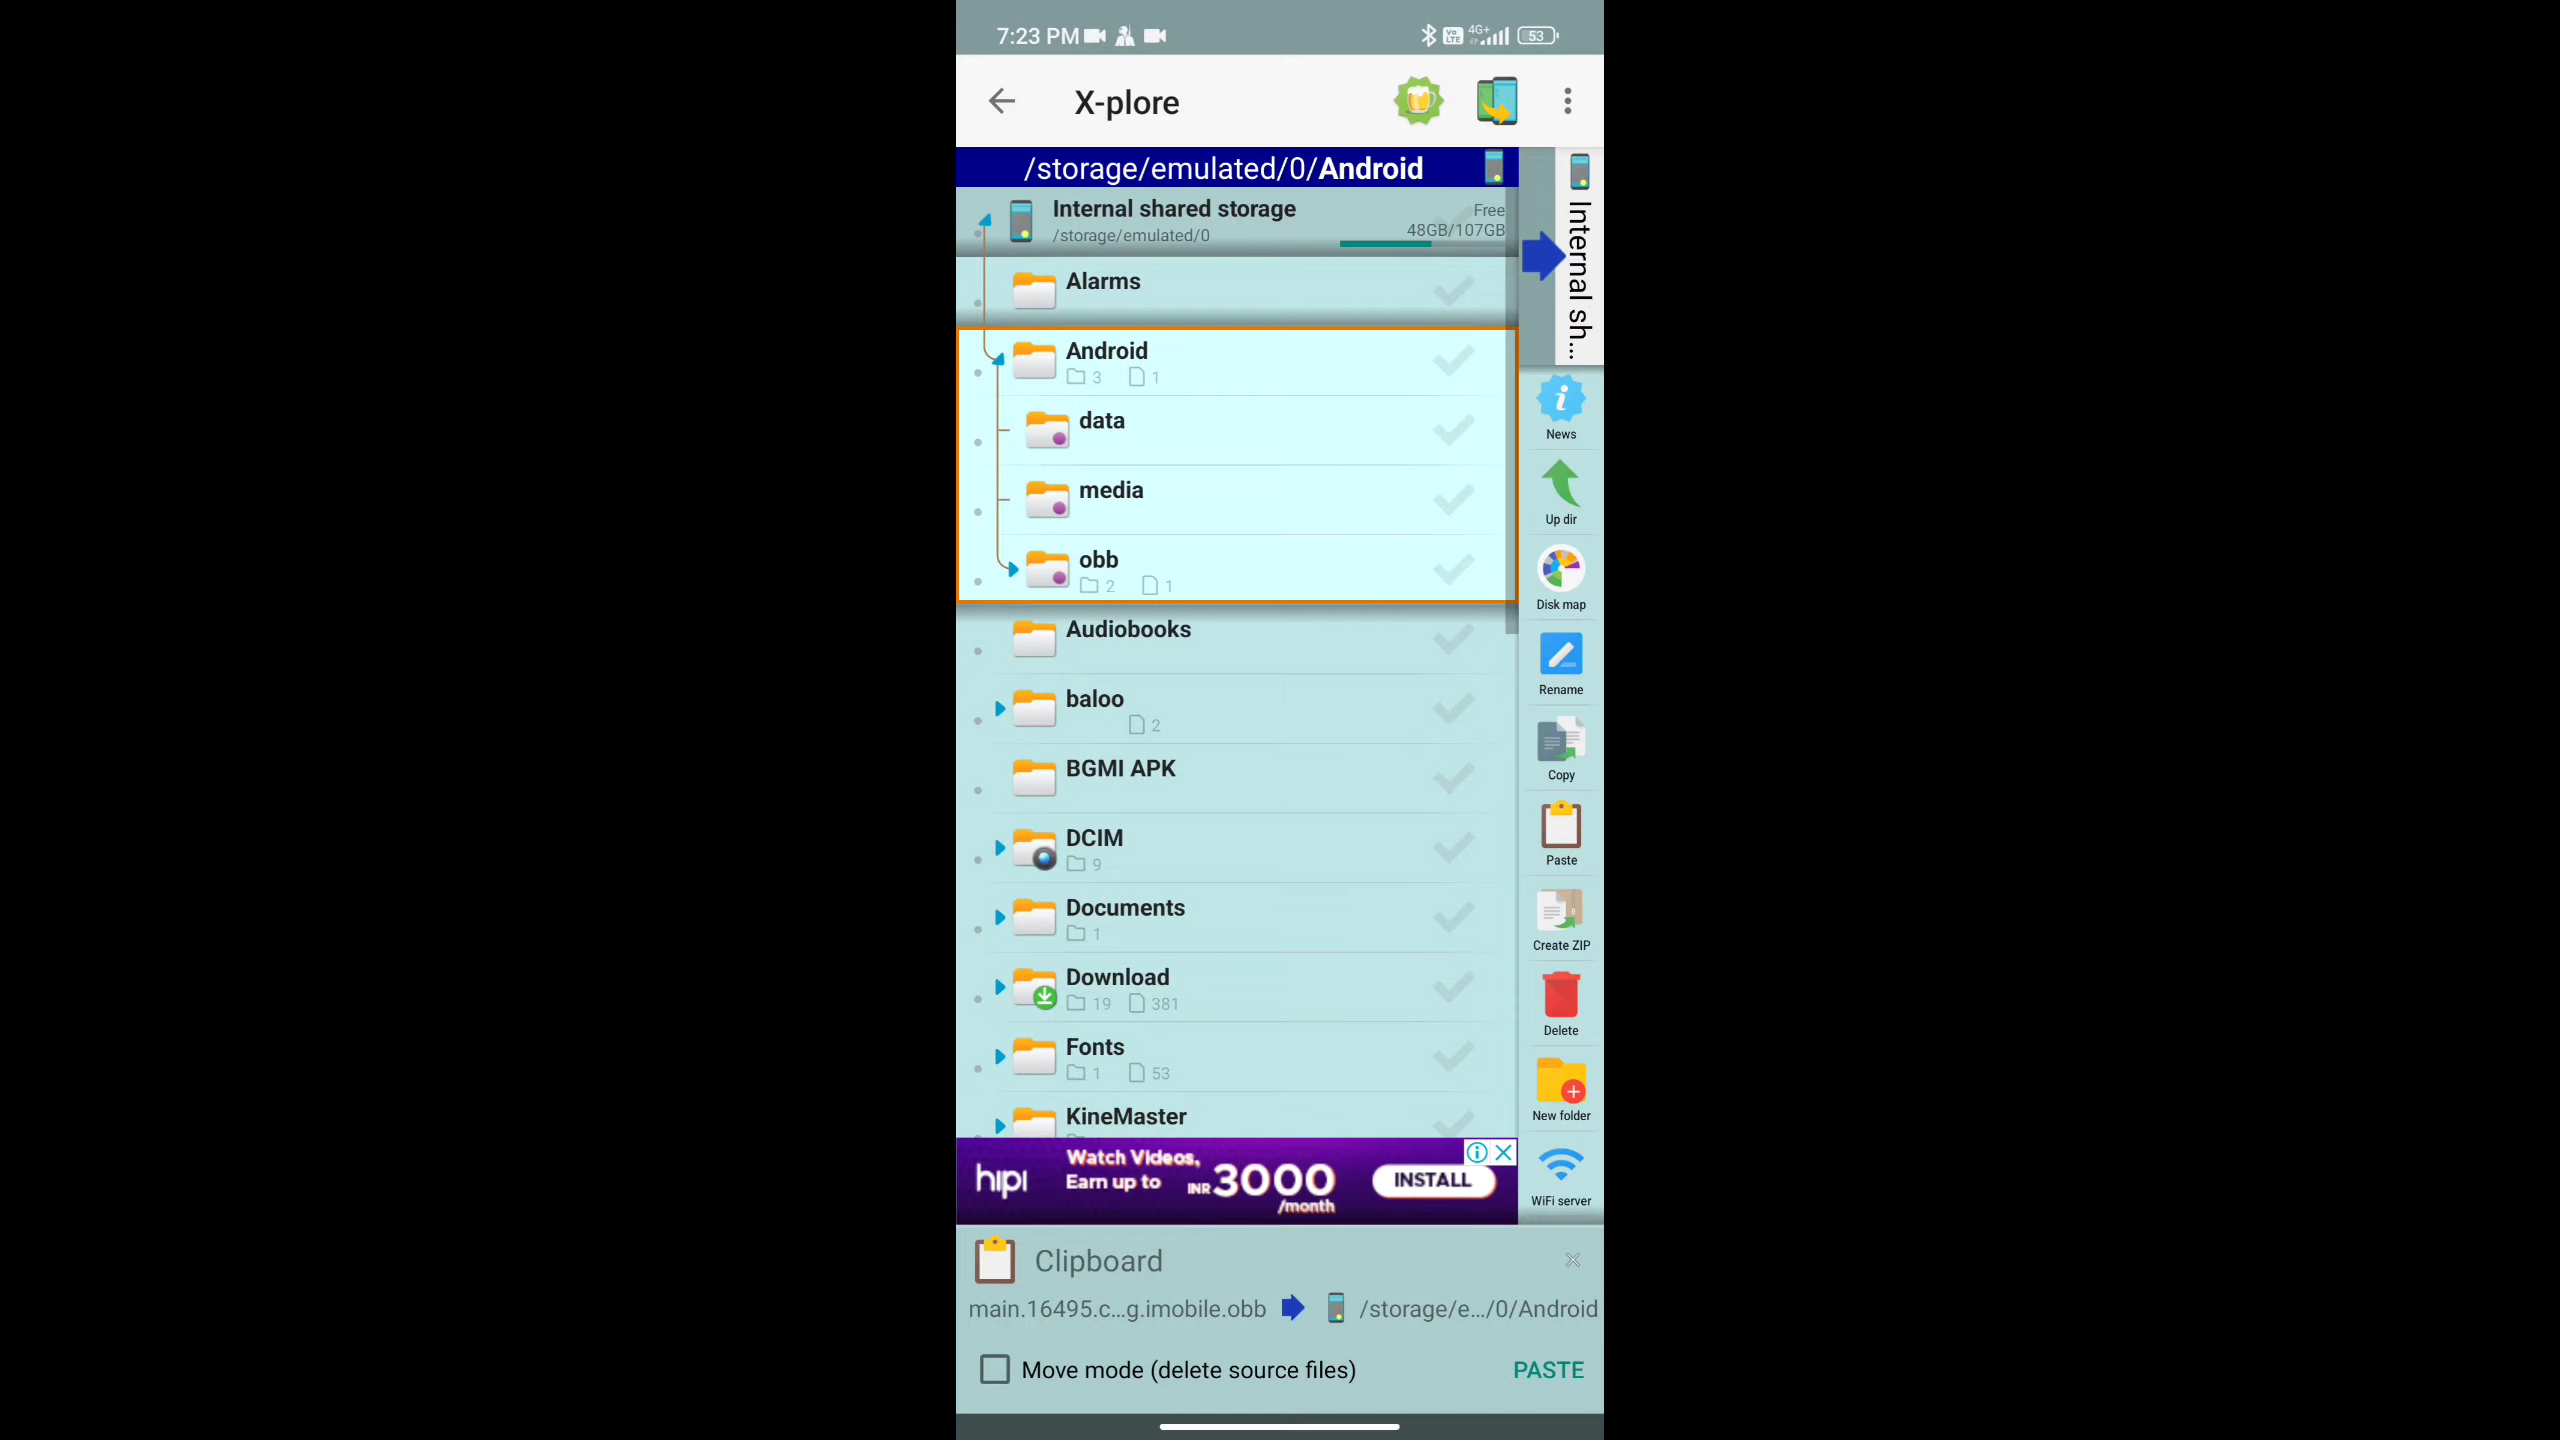 7:23 PM
Vo LTE 4G+ 53
X-plore
/storage/emulated/0/Android
Internal shared storage
/storage/emulated/0
Free
48GB/107GB
Internal sh...
Alarms
Android
3 1
data
media
obb
2 1
Audiobooks
baloo
2
BGMI APK
DCIM
9
Documents
1
Download
19 381
Fonts
1 53
KineMaster
News
Up dir
Disk map
Rename
Copy
Paste
Create ZIP
Delete
New folder
WiFi server
hipi
Watch Videos,
Earn up to INR 3000
/month
INSTALL
Clipboard
main.16495.c...g.imobile.obb /storage/e.../0/Android
Move mode (delete source files)
PASTE